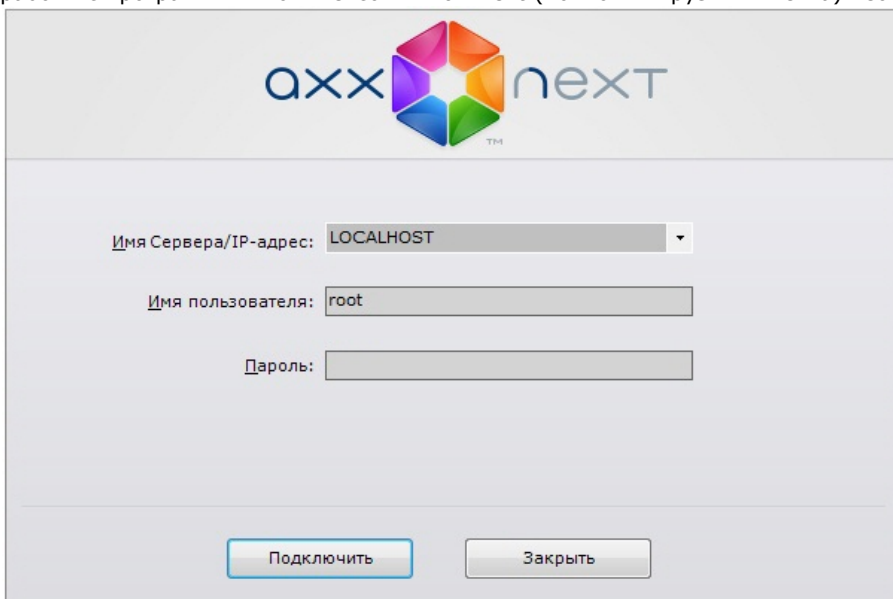 axxonnext
TM
Имя Сервера/IP-адрес: LOCALHOST
Имя пользователя: root
Пароль:
Подключить Закрыть